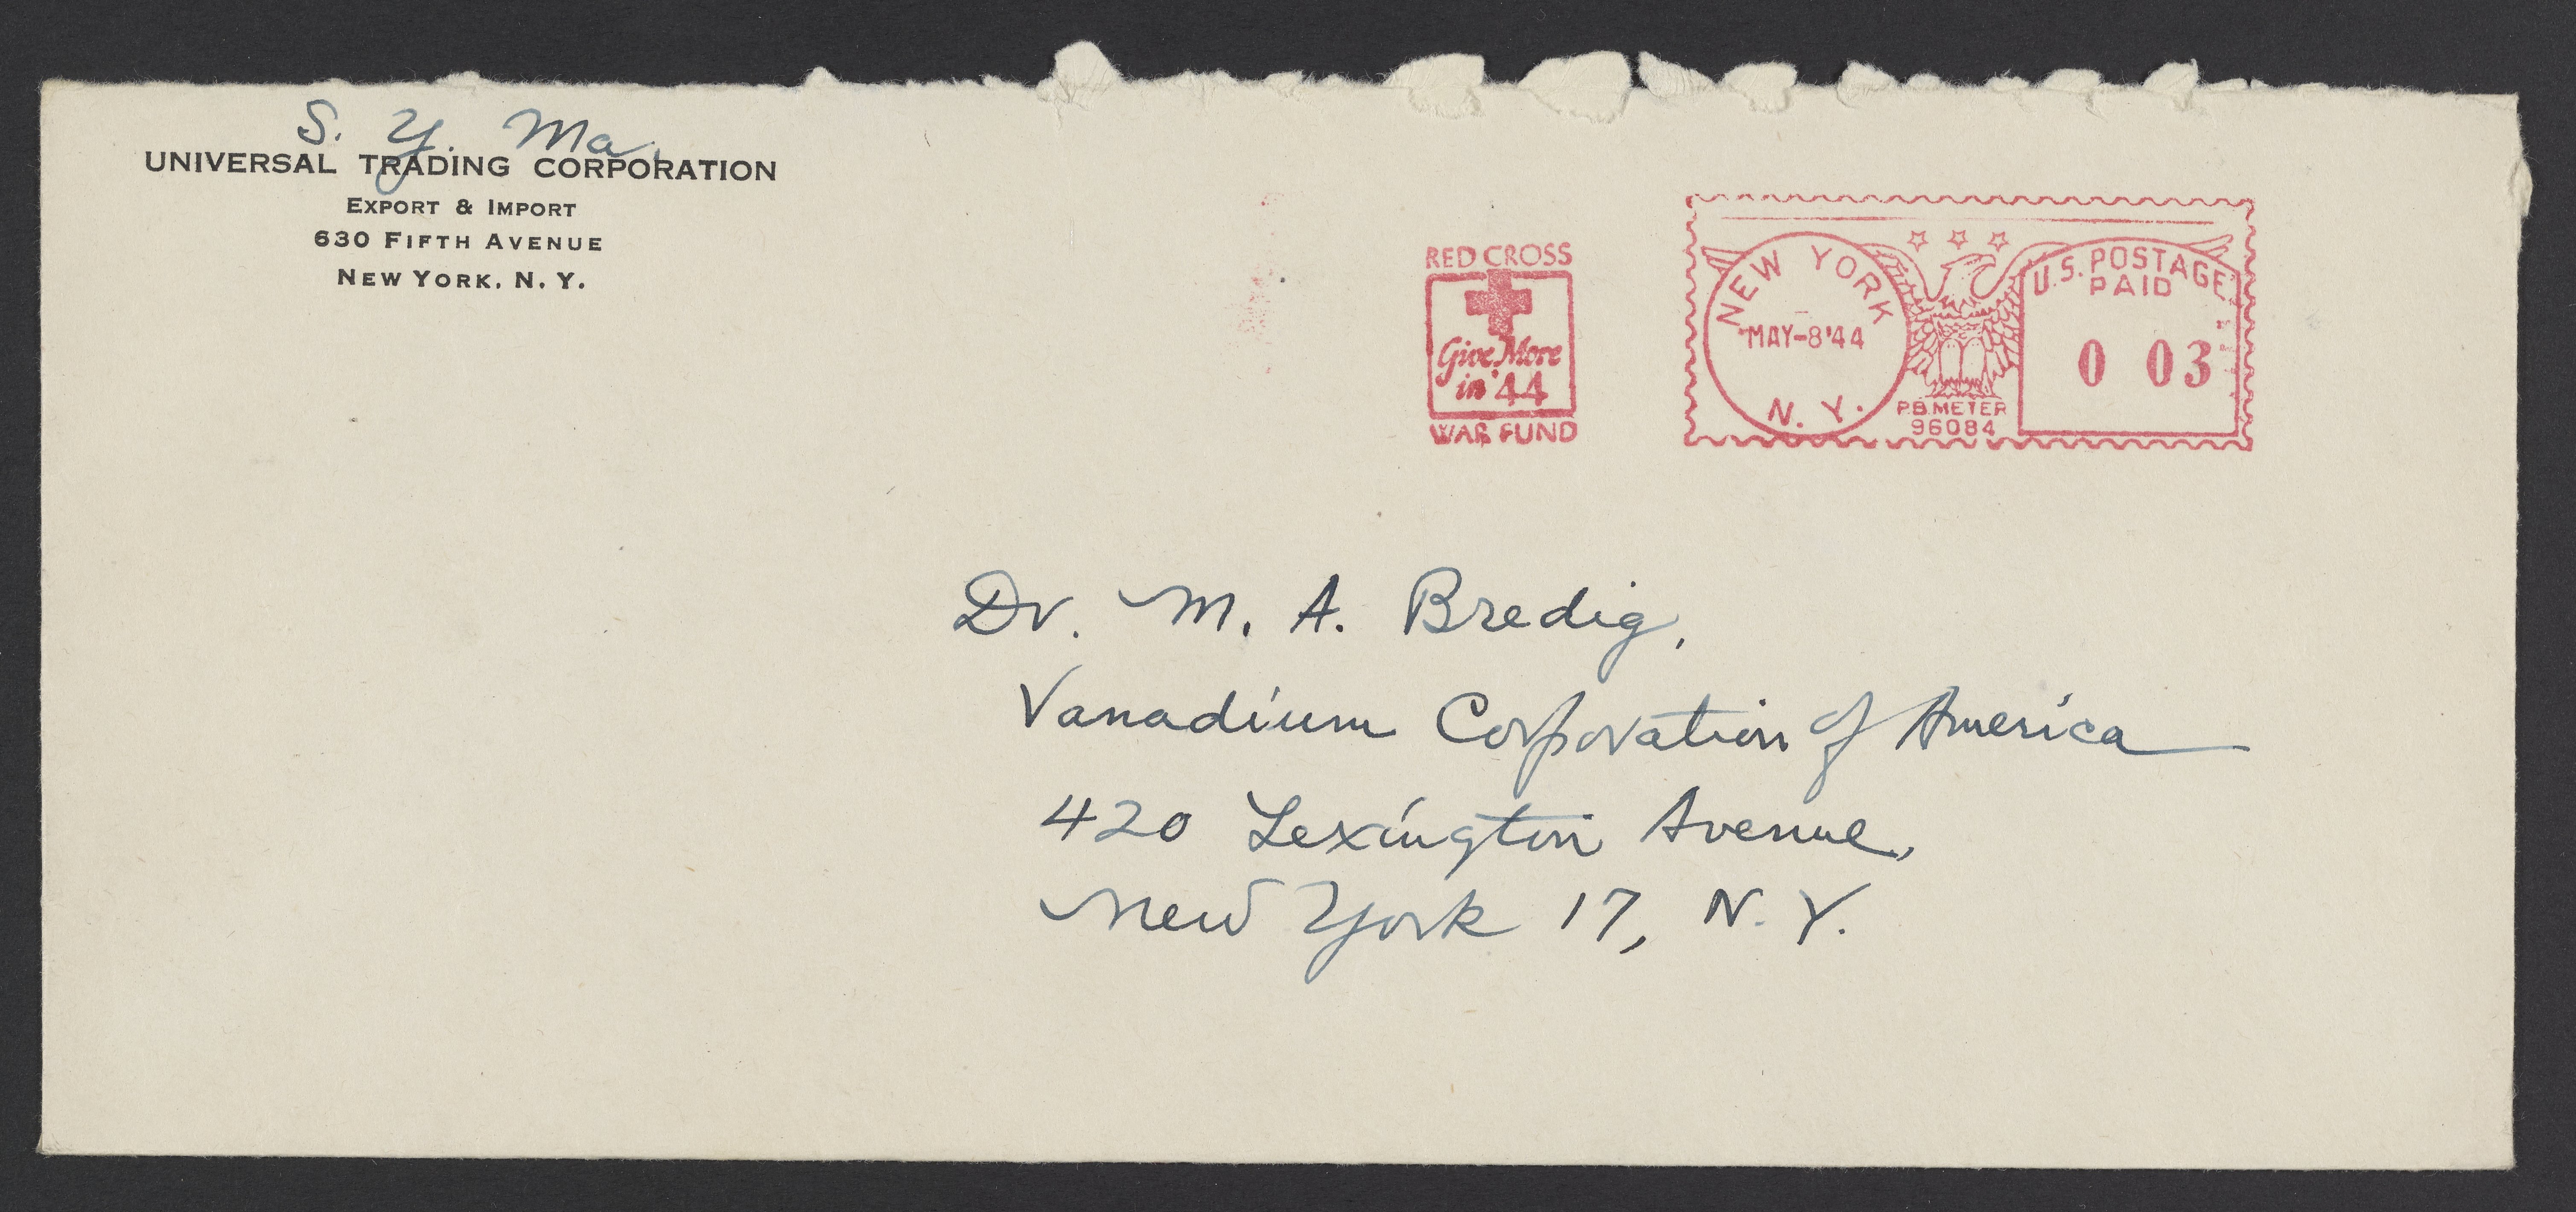 S. Y. Ma.
UNIVERSAL TRADING CORPORATION
EXPORT & IMPORT
630 FIFTH AVENUE
NEW YORK, N. Y.
RED CROSS
Give More
in '44
WAR FUND
NEW YORK
MAY-8'44
N. Y.
P.B. METER
96084
U.S. POSTAGE
PAID
0 03
Dr. M. A. Bredig,
Vanadium Corporation of America
420 Lexington Avenue,
New York 17, N. Y.